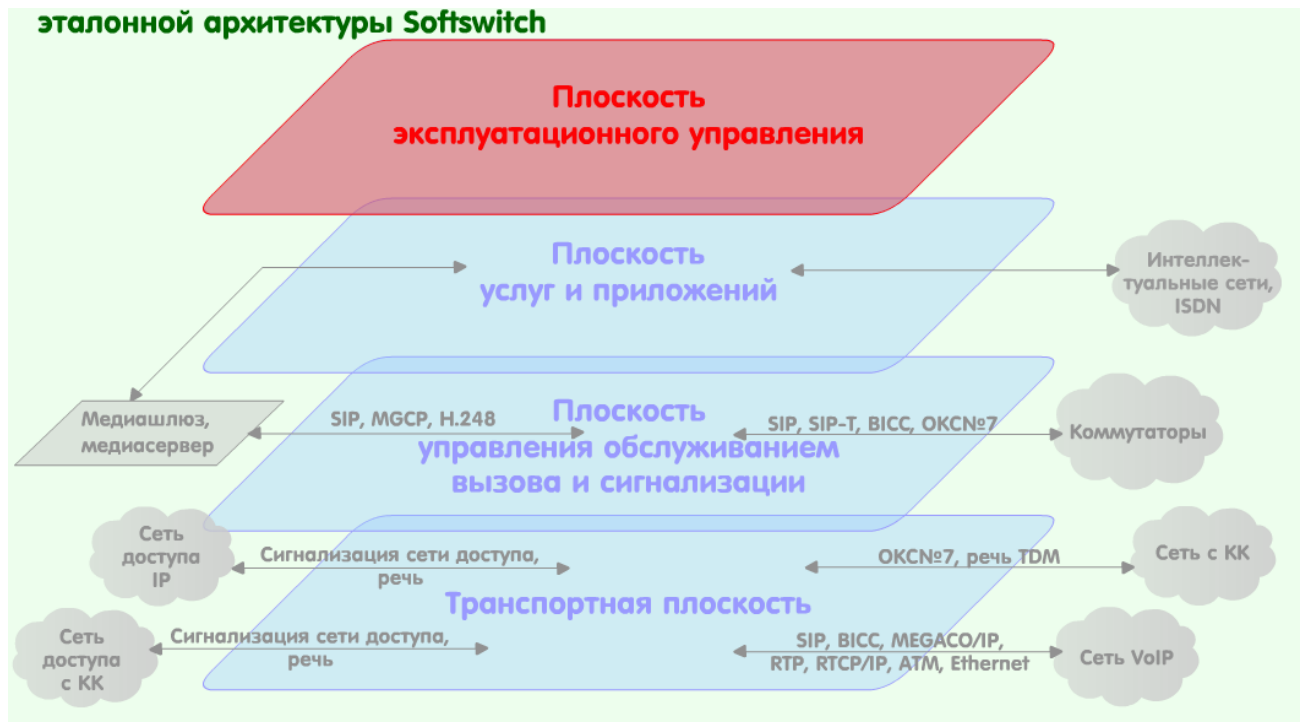 эталонной архитектуры Softswitch
Плоскость
эксплуатационного управления
Плоскость
услуг и приложений
Интеллек-
туальные сети,
ISDN
Медиашлюз,
медиасервер
SIP, MGCP, H.248
Плоскость
управления обслуживанием
вызова и сигнализации
SIP, SIP-T, BICC, ОКС№7
Коммутаторы
Сеть
доступа
IP
Сигнализация сети доступа,
речь
ОКС№7, речь TDM
Сеть с КК
Транспортная плоскость
Сеть
доступа
с КК
Сигнализация сети доступа,
речь
SIP, BICC, MEGACO/IP,
RTP, RTCP/IP, ATM, Ethernet
Сеть VoIP